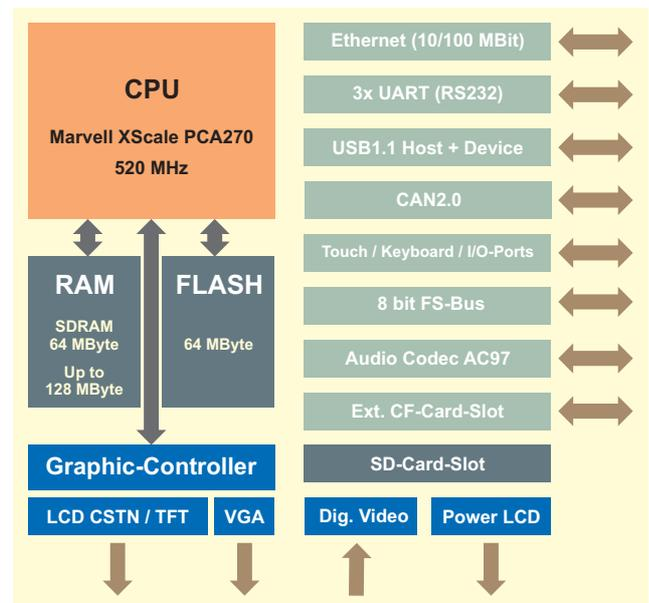 CPU
Marvell XScale PCA270
520 MHz
RAM
SDRAM
64 MByte
Up to
128 MByte
FLASH
64 MByte
Graphic-Controller
LCD CSTN / TFT
VGA
Ethernet (10/100 MBit)
3x UART (RS232)
USB1.1 Host + Device
CAN2.0
Touch / Keyboard / I/O-Ports
8 bit FS-Bus
Audio Codec AC97
Ext. CF-Card-Slot
SD-Card-Slot
Dig. Video
Power LCD